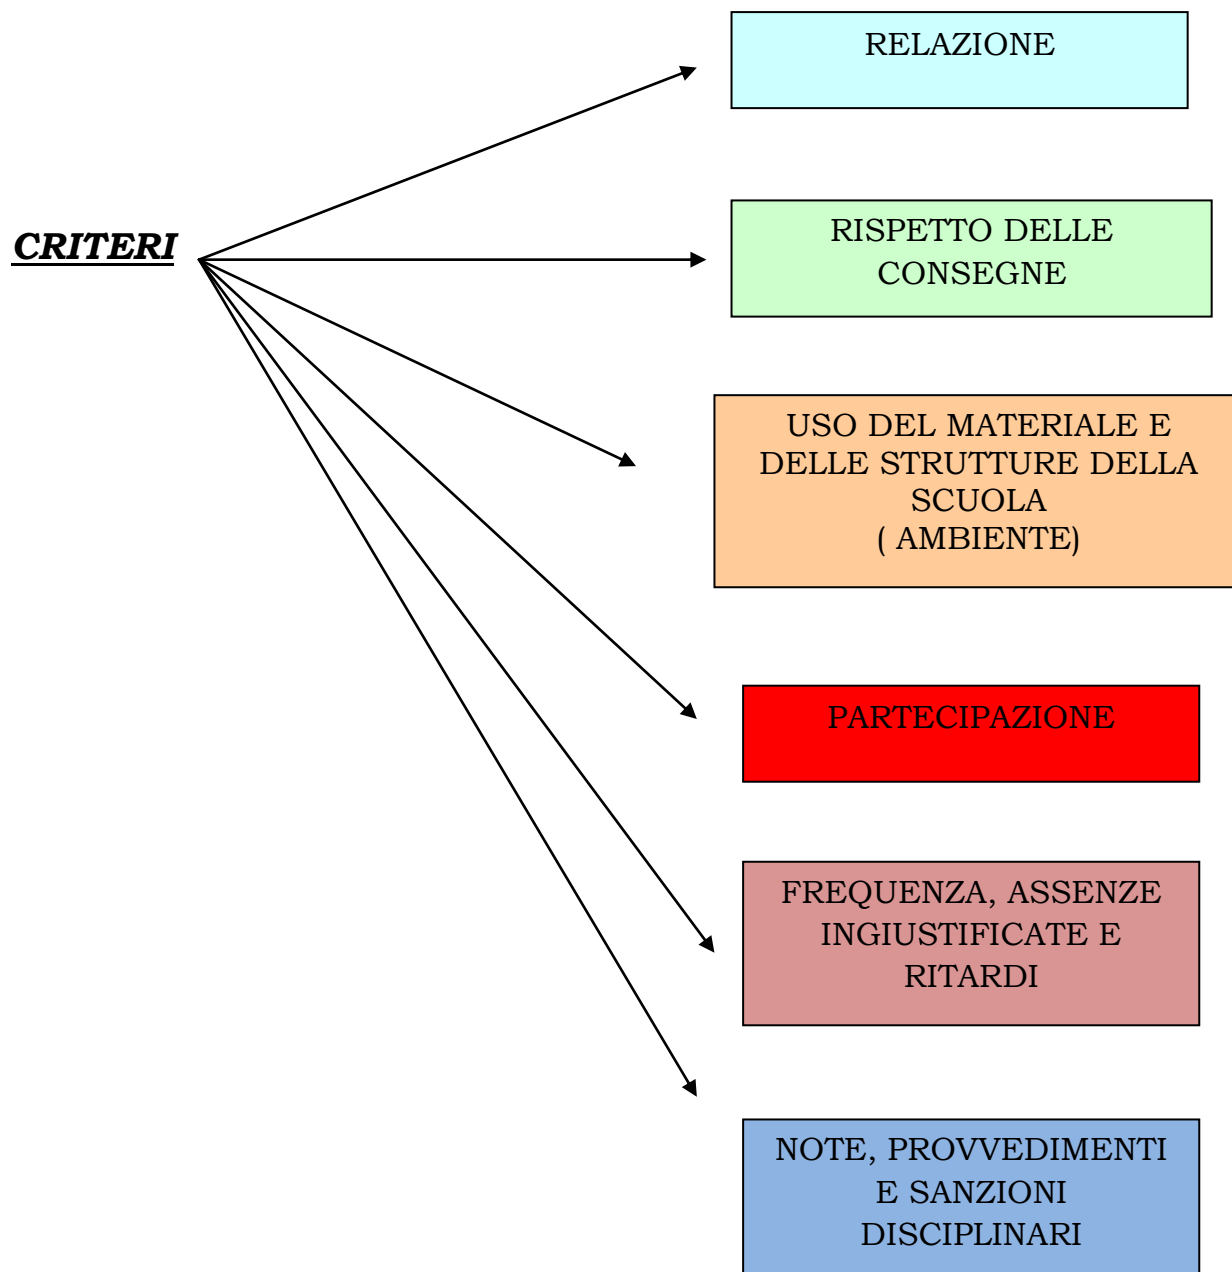 RELAZIONE
CRITERI
RISPETTO DELLE
CONSEGNE
USO DEL MATERIALE E
DELLE STRUTTURE DELLA
SCUOLA
( AMBIENTE)
PARTECIPAZIONE
FREQUENZA, ASSENZE
INGIUSTIFICATE E
RITARDI
NOTE, PROVVEDIMENTI
E SANZIONI
DISCIPLINARI